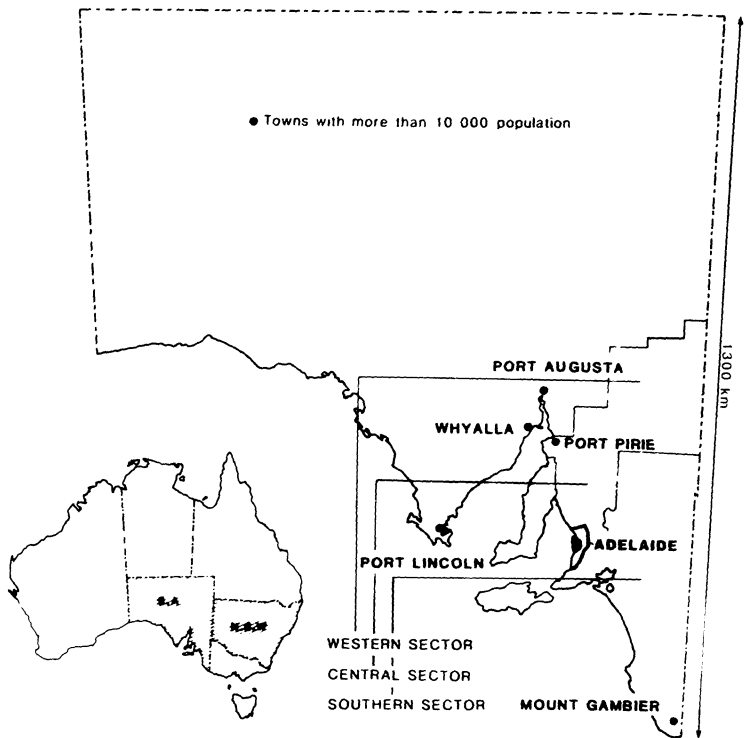 ● Towns with more than 10 000 population
1300 km
PORT AUGUSTA
WHYALLA
PORT PIRIE
ADELAIDE
PORT LINCOLN
S.A
N.S.W
WESTERN SECTOR
CENTRAL SECTOR
SOUTHERN SECTOR
MOUNT GAMBIER